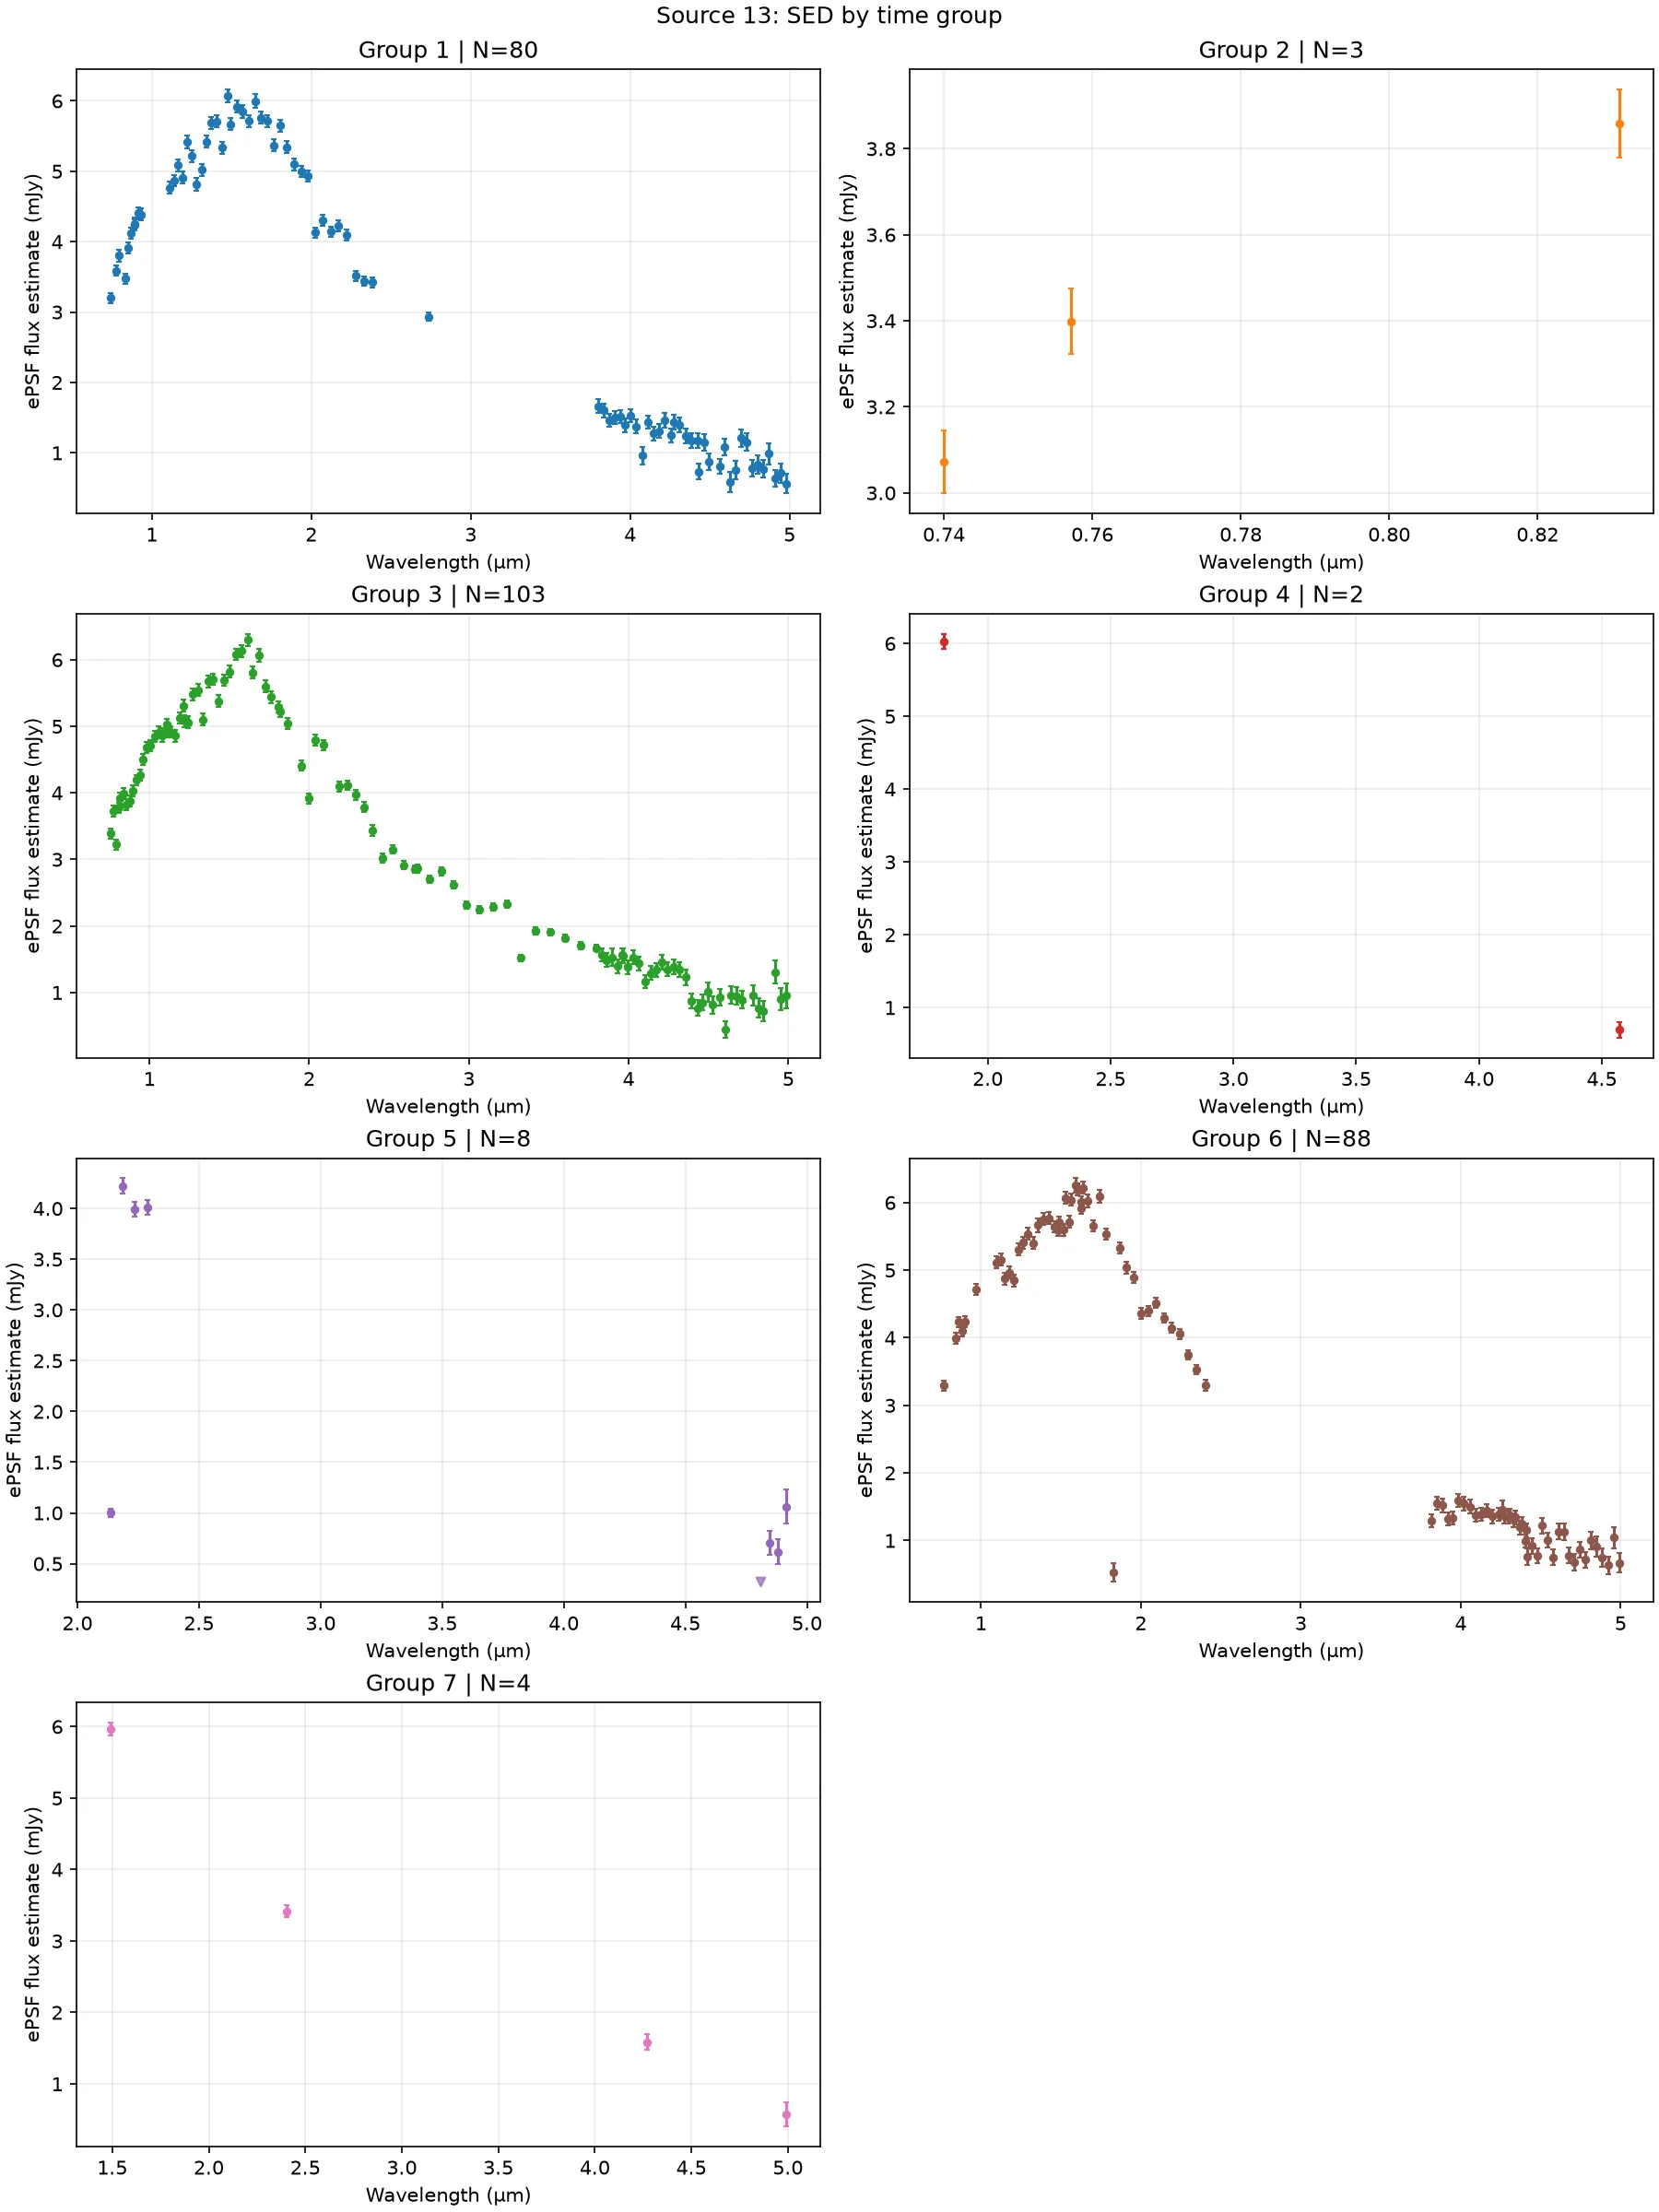 Source 13: SED by time group
Group 1 | N=80
ePSF flux estimate (mJy)
6
5
4
3
2
1
1 2 3 4 5
Wavelength (µm)
Group 2 | N=3
ePSF flux estimate (mJy)
3.8
3.6
3.4
3.2
3.0
0.74 0.76 0.78 0.80 0.82
Wavelength (µm)
Group 3 | N=103
ePSF flux estimate (mJy)
6
5
4
3
2
1
1 2 3 4 5
Wavelength (µm)
Group 4 | N=2
ePSF flux estimate (mJy)
6
5
4
3
2
1
2.0 2.5 3.0 3.5 4.0 4.5
Wavelength (µm)
Group 5 | N=8
ePSF flux estimate (mJy)
4.0
3.5
3.0
2.5
2.0
1.5
1.0
0.5
2.0 2.5 3.0 3.5 4.0 4.5 5.0
Wavelength (µm)
Group 6 | N=88
ePSF flux estimate (mJy)
6
5
4
3
2
1
1 2 3 4 5
Wavelength (µm)
Group 7 | N=4
ePSF flux estimate (mJy)
6
5
4
3
2
1
1.5 2.0 2.5 3.0 3.5 4.0 4.5 5.0
Wavelength (µm)